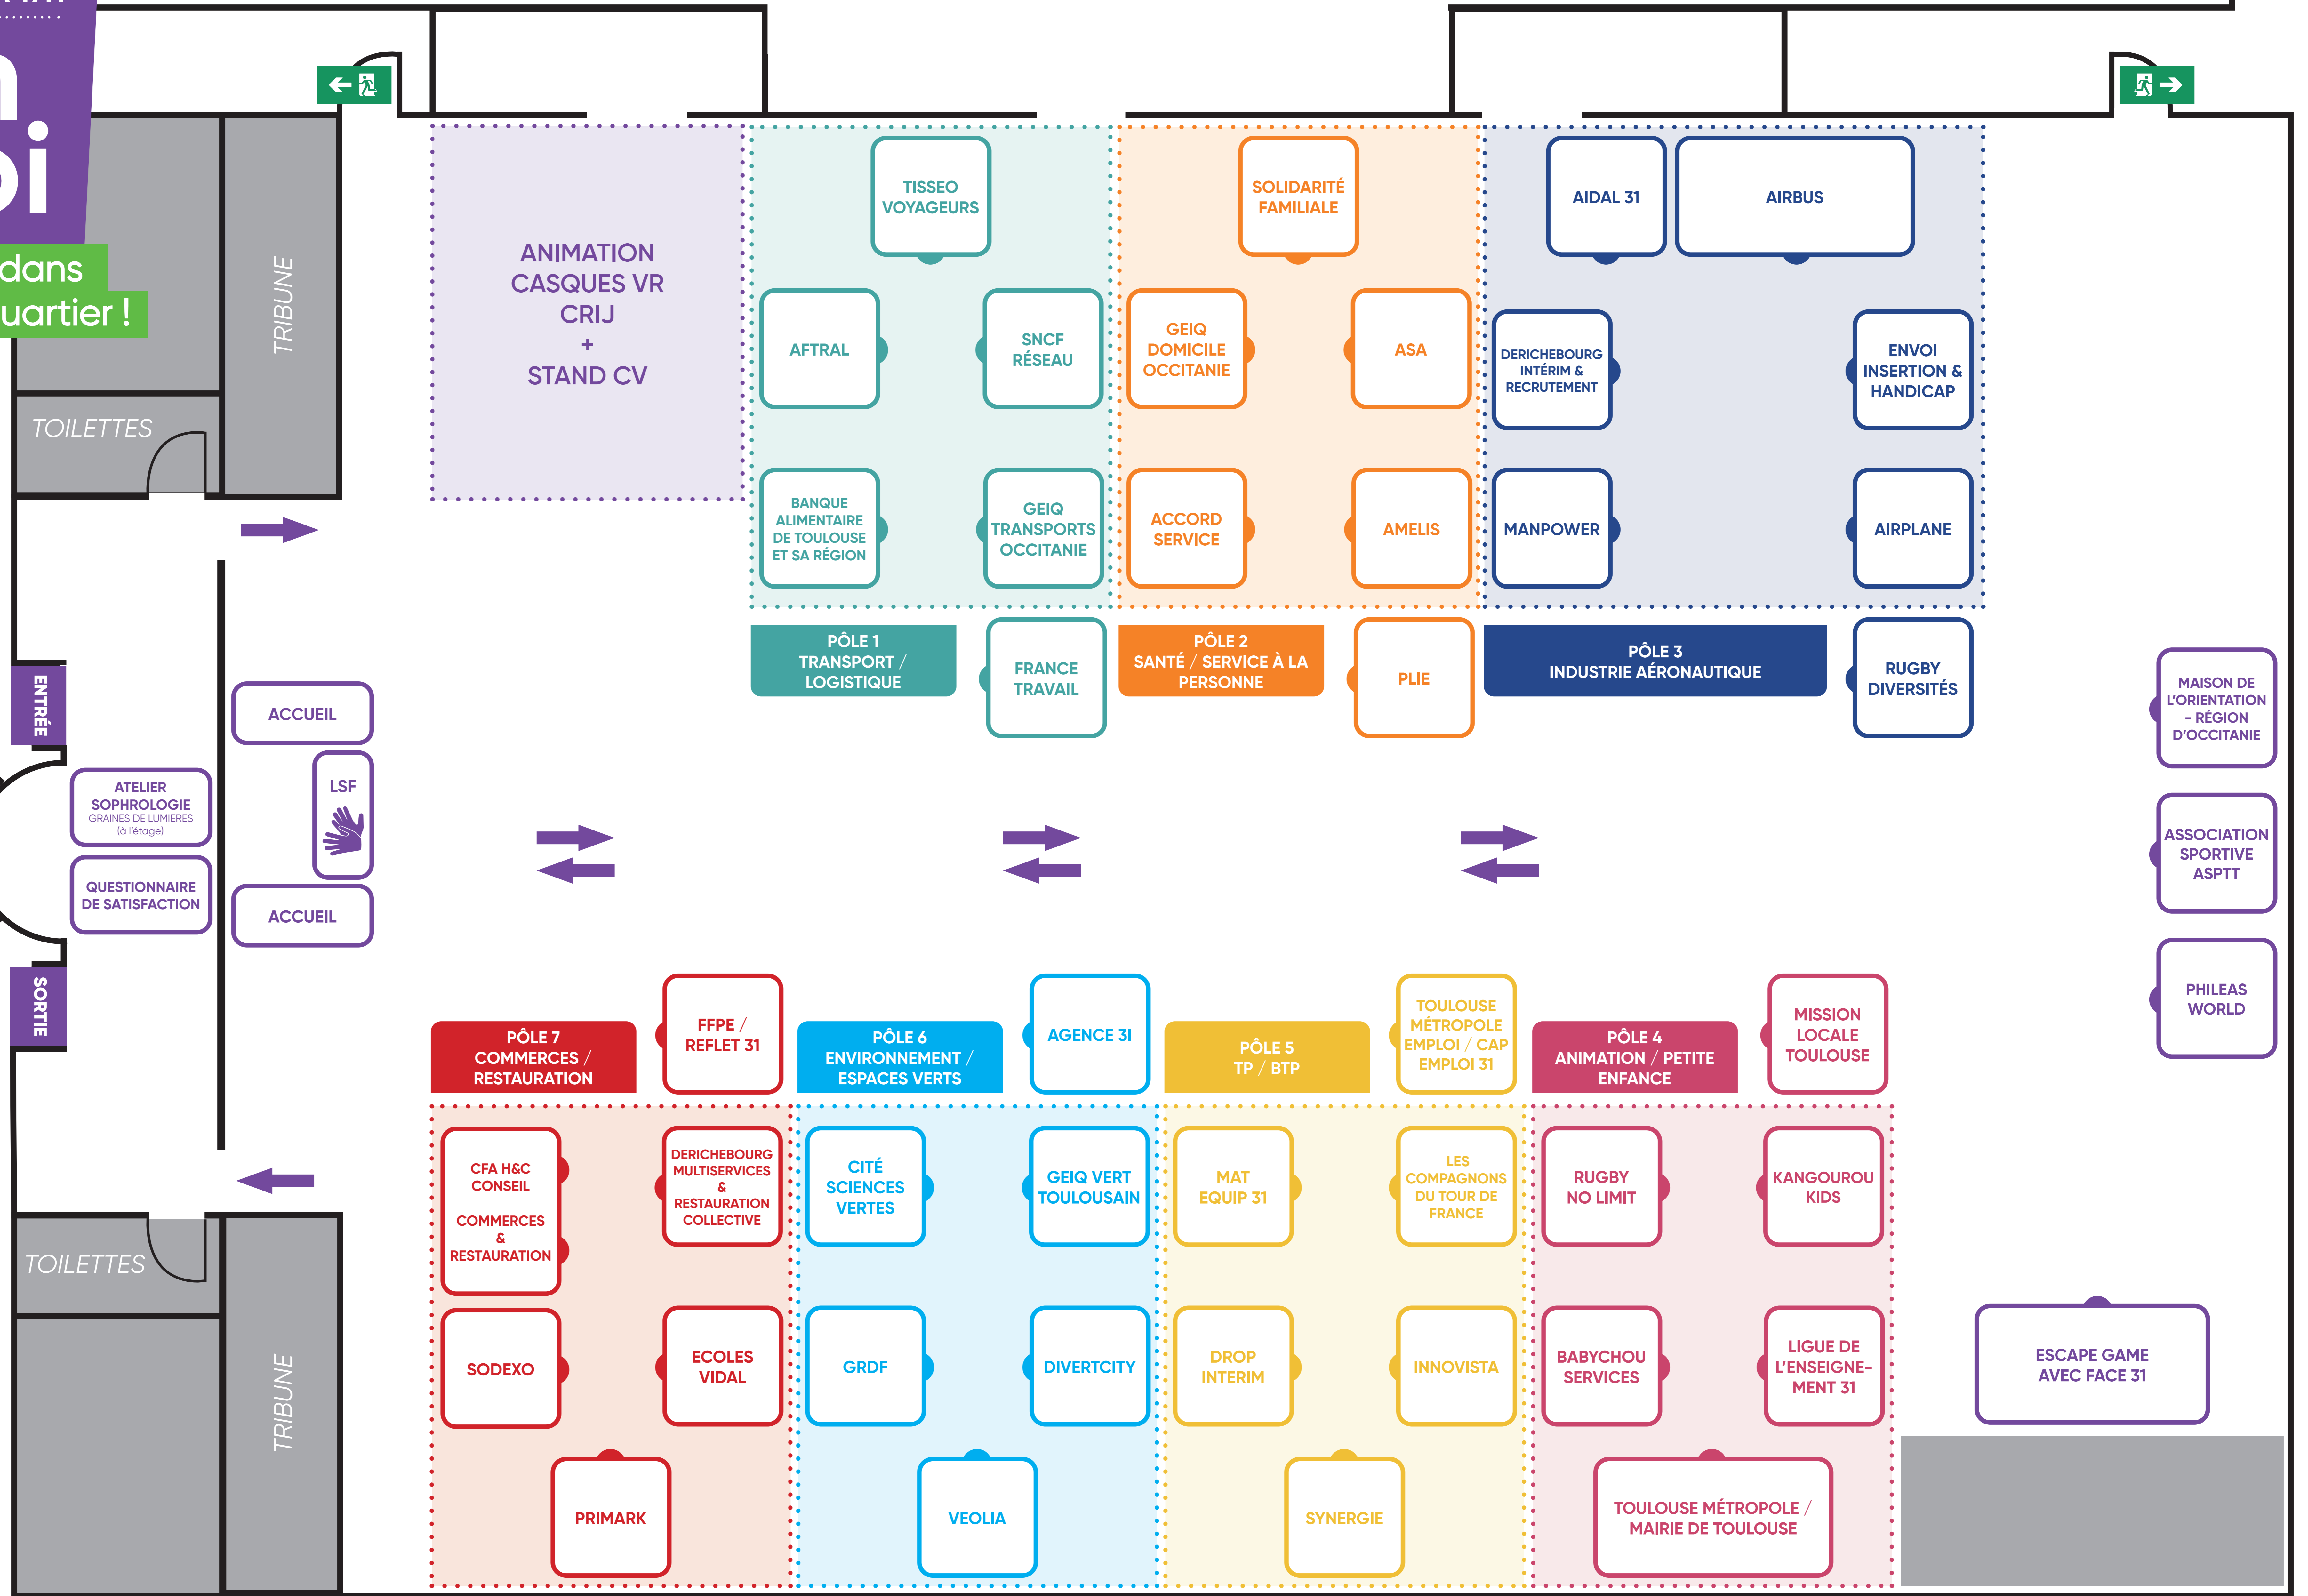 dans
uartier !
TRIBUNE
TOILETTES
ANIMATION
CASQUES VR
CRIJ
+
STAND CV
TISSEO
VOYAGEURS
AFTRAL
SNCF
RÉSEAU
BANQUE
ALIMENTAIRE
DE TOULOUSE
ET SA RÉGION
GEIQ
TRANSPORTS
OCCITANIE
PÔLE 1
TRANSPORT /
LOGISTIQUE
FRANCE
TRAVAIL
SOLIDARITÉ
FAMILIALE
GEIQ
DOMICILE
OCCITANIE
ASA
ACCORD
SERVICE
AMELIS
PÔLE 2
SANTÉ / SERVICE À LA
PERSONNE
PLIE
AIDAL 31
AIRBUS
DERICHEBOURG
INTÉRIM &
RECRUTEMENT
ENVOI
INSERTION &
HANDICAP
MANPOWER
AIRPLANE
PÔLE 3
INDUSTRIE AÉRONAUTIQUE
RUGBY
DIVERSITÉS
MAISON DE
L'ORIENTATION
- RÉGION
D'OCCITANIE
ASSOCIATION
SPORTIVE
ASPTT
PHILEAS
WORLD
ENTRÉE
ACCUEIL
LSF
ATELIER
SOPHROLOGIE
GRAINES DE LUMIERES
(à l'étage)
QUESTIONNAIRE
DE SATISFACTION
ACCUEIL
SORTIE
PÔLE 7
COMMERCES /
RESTAURATION
FFPE /
REFLET 31
CFA H&C
CONSEIL
COMMERCES
&
RESTAURATION
DERICHEBOURG
MULTISERVICES
&
RESTAURATION
COLLECTIVE
SODEXO
ECOLES
VIDAL
PRIMARK
PÔLE 6
ENVIRONNEMENT /
ESPACES VERTS
AGENCE 3I
CITÉ
SCIENCES
VERTES
GEIQ VERT
TOULOUSAIN
GRDF
DIVERTCITY
VEOLIA
PÔLE 5
TP / BTP
TOULOUSE
MÉTROPOLE
EMPLOI / CAP
EMPLOI 31
MAT
EQUIP 31
LES
COMPAGNONS
DU TOUR DE
FRANCE
DROP
INTERIM
INNOVISTA
SYNERGIE
PÔLE 4
ANIMATION / PETITE
ENFANCE
MISSION
LOCALE
TOULOUSE
RUGBY
NO LIMIT
KANGOUROU
KIDS
BABYCHOU
SERVICES
LIGUE DE
L'ENSEIGNE-
MENT 31
TOULOUSE MÉTROPOLE /
MAIRIE DE TOULOUSE
ESCAPE GAME
AVEC FACE 31
TOILETTES
TRIBUNE